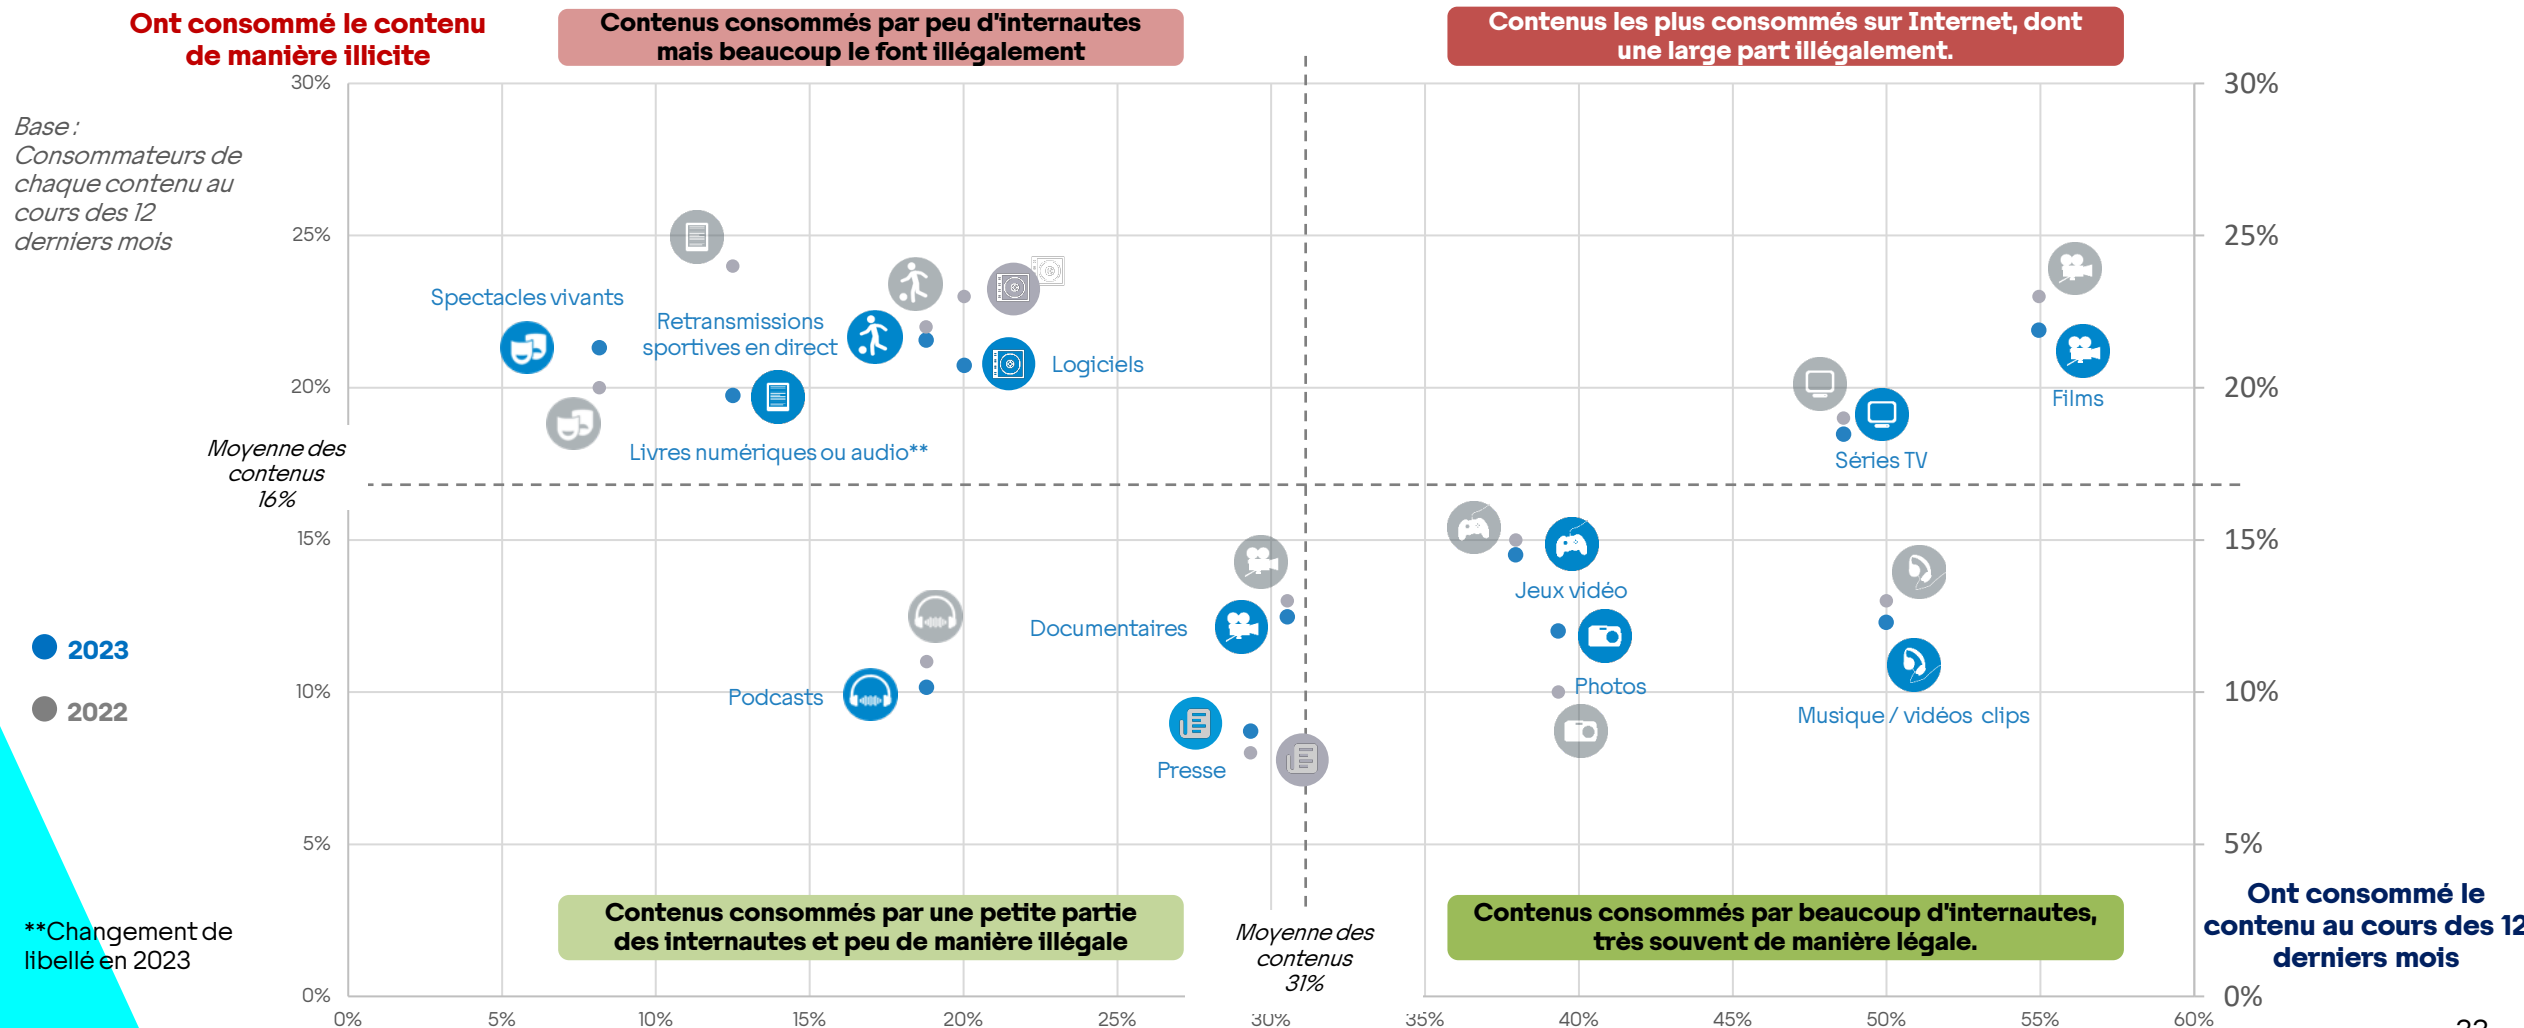 Ont consommé le contenu
de manière illicite
Contenus consommés par peu d'internautes
mais beaucoup le font illégalement
Contenus les plus consommés sur Internet, dont
une large part illégalement.
Base :
Consommateurs de
chaque contenu au
cours des 12
derniers mois
30%
25%
20%
15%
10%
5%
0%
30%
25%
20%
15%
10%
5%
0%
Spectacles vivants
Retransmissions
sportives en direct
Logiciels
Livres numériques ou audio**
Films
Séries TV
Moyenne des
contenus
16%
Jeux vidéo
Documentaires
Photos
Podcasts
Musique / vidéos clips
Presse
2023
2022
**Changement de
libellé en 2023
Contenus consommés par une petite partie
des internautes et peu de manière illégale
Moyenne des
contenus
31%
Contenus consommés par beaucoup d'internautes,
très souvent de manière légale.
Ont consommé le
contenu au cours des 12
derniers mois
0% 5% 10% 15% 20% 25% 30% 35% 40% 45% 50% 55% 60%